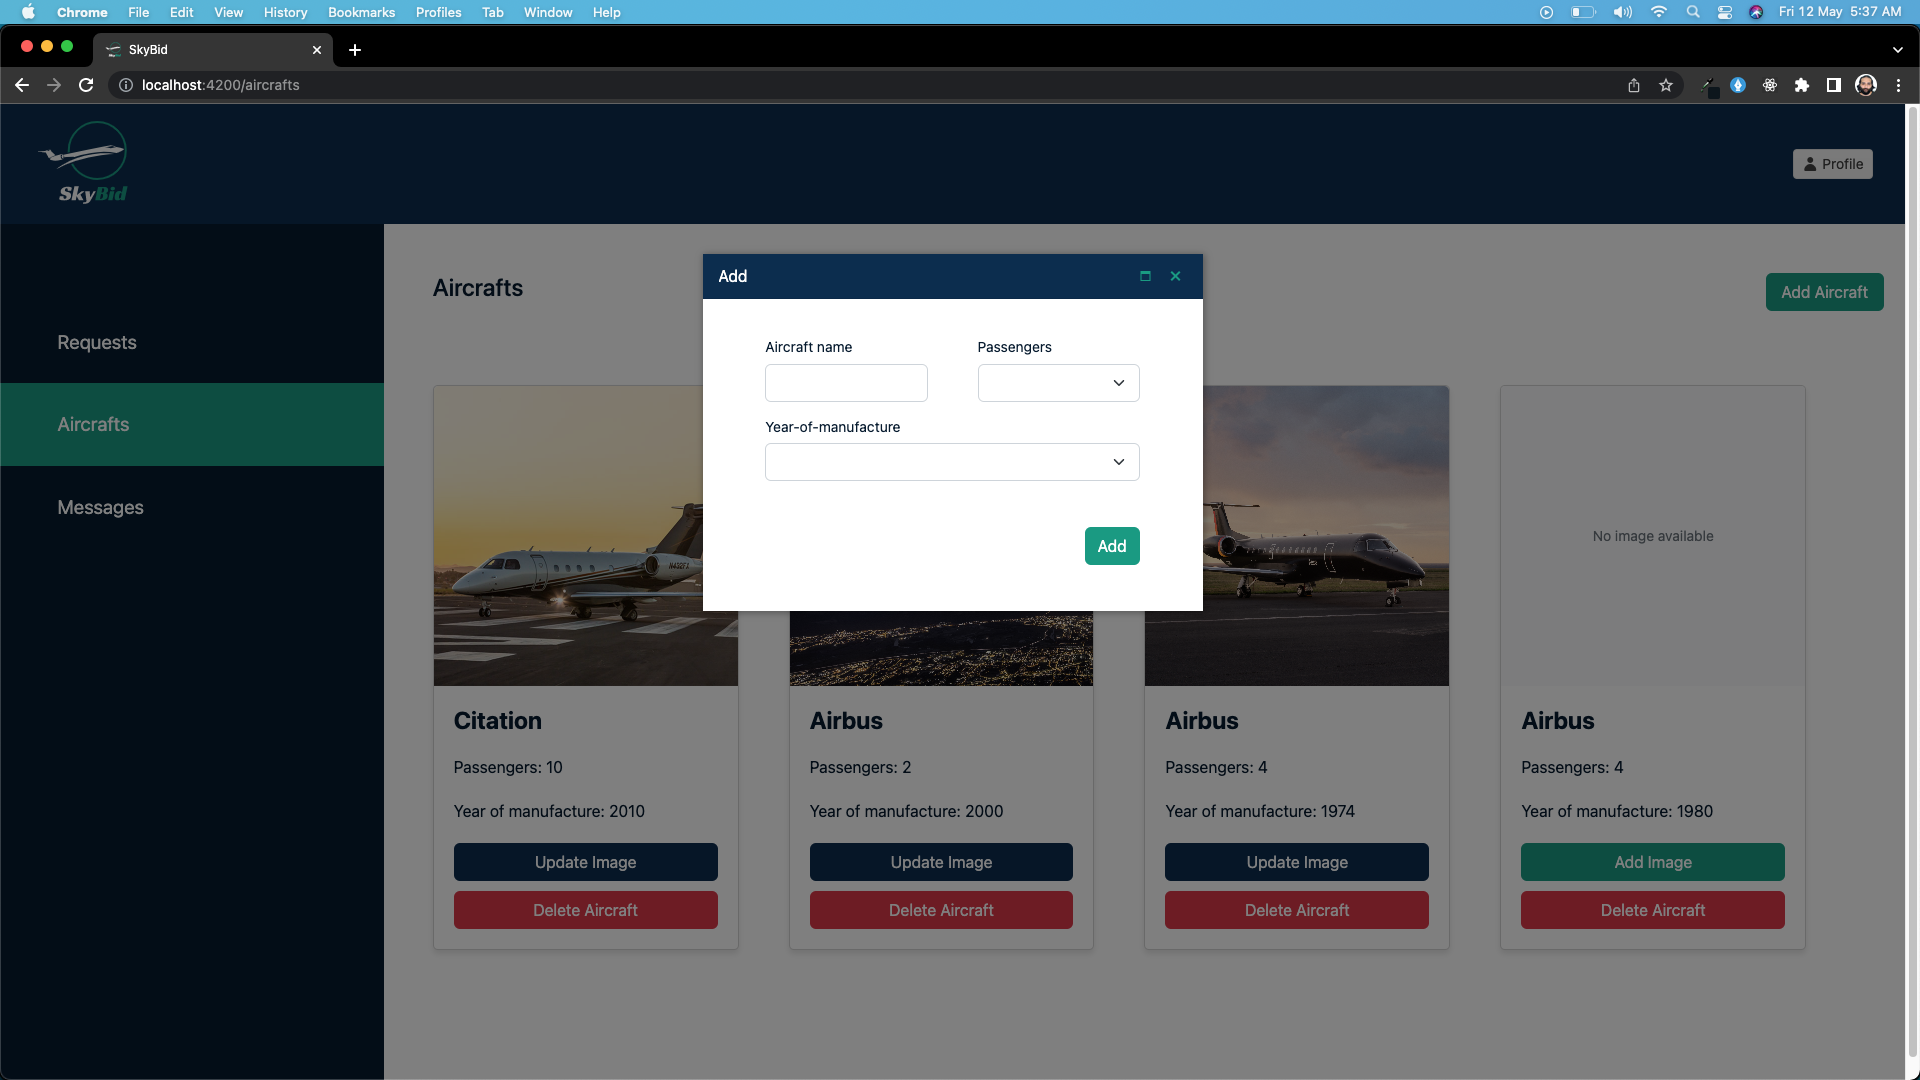 Chrome File Edit View History Bookmarks Profiles Tab Window Help
Fri 12 May 5:37 AM
SkyBid
localhost:4200/aircrafts
SkyBid
Profile
Requests
Aircrafts
Messages
Aircrafts
Add Aircraft
Add
Aircraft name
Passengers
Year-of-manufacture
Add
No image available
Citation
Passengers: 10
Year of manufacture: 2010
Update Image
Delete Aircraft
Airbus
Passengers: 2
Year of manufacture: 2000
Update Image
Delete Aircraft
Airbus
Passengers: 4
Year of manufacture: 1974
Update Image
Delete Aircraft
Airbus
Passengers: 4
Year of manufacture: 1980
Add Image
Delete Aircraft